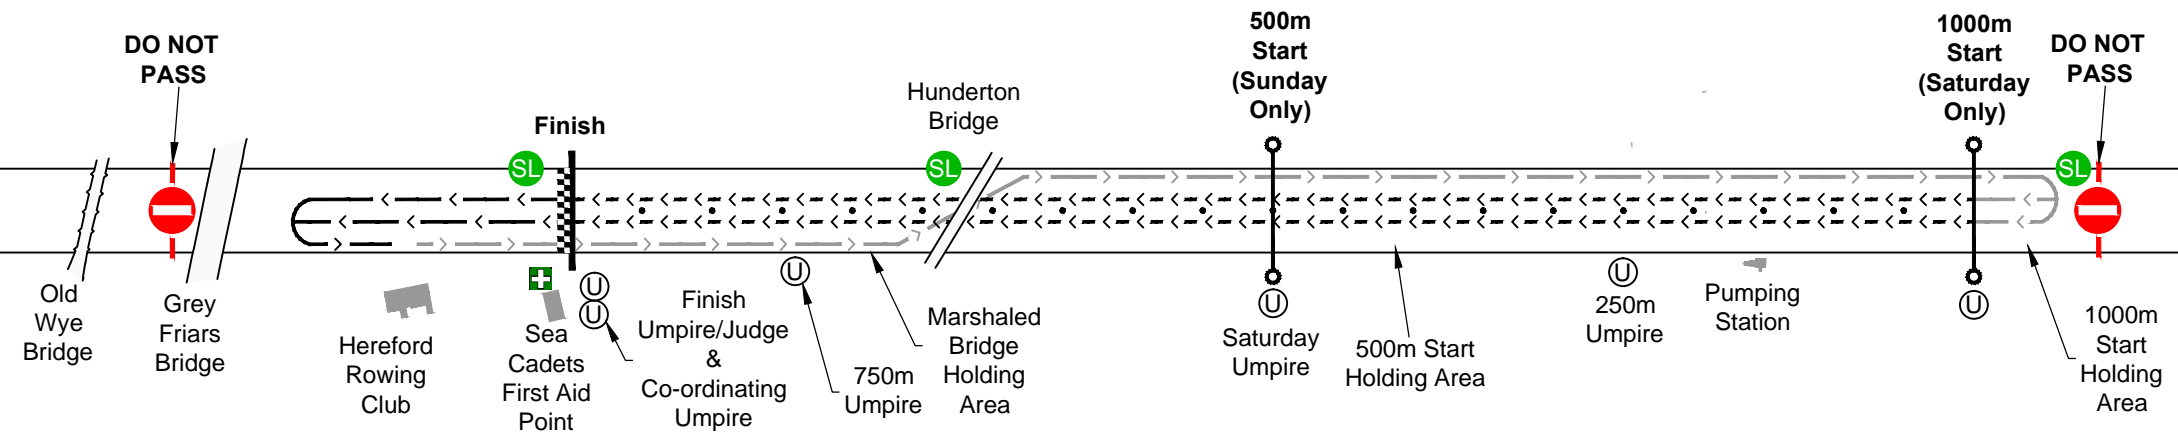 DO NOT
PASS
Finish
Hunderton
Bridge
500m
Start
(Sunday
Only)
1000m
Start
(Saturday
Only)
DO NOT
PASS
SL
SL
SL
Old
Wye
Bridge
Grey
Friars
Bridge
Hereford
Rowing
Club
Sea
Cadets
First Aid
Point
U
U
Finish
Umpire/Judge
&
Co-ordinating
Umpire
U
750m
Umpire
Marshaled
Bridge
Holding
Area
U
Saturday
Umpire
500m Start
Holding Area
U
250m
Umpire
Pumping
Station
U
1000m
Start
Holding
Area